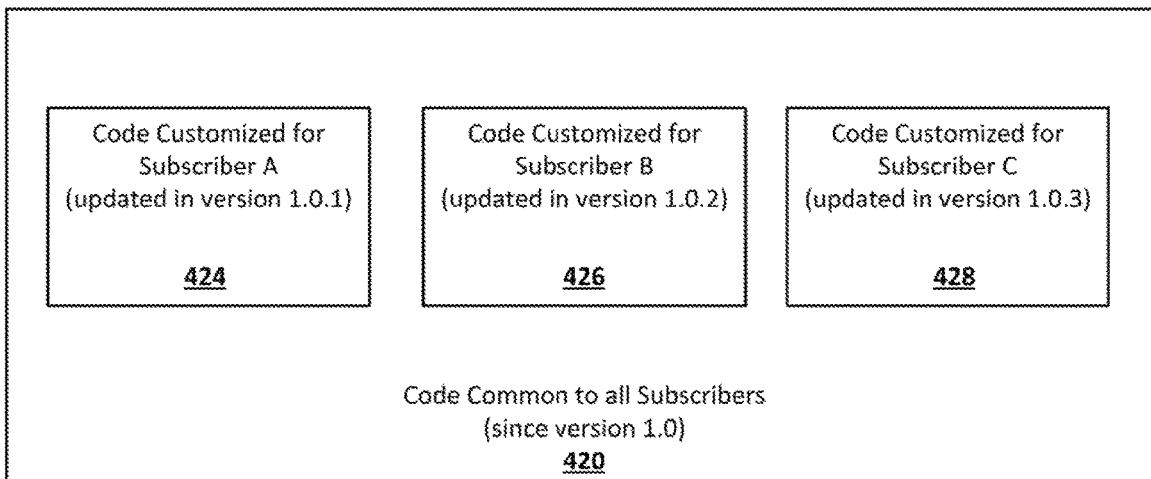 Code Customized for
Subscriber A
(updated in version 1.0.1)
424
Code Customized for
Subscriber B
(updated in version 1.0.2)
426
Code Customized for
Subscriber C
(updated in version 1.0.3)
428
Code Common to all Subscribers
(since version 1.0)
420